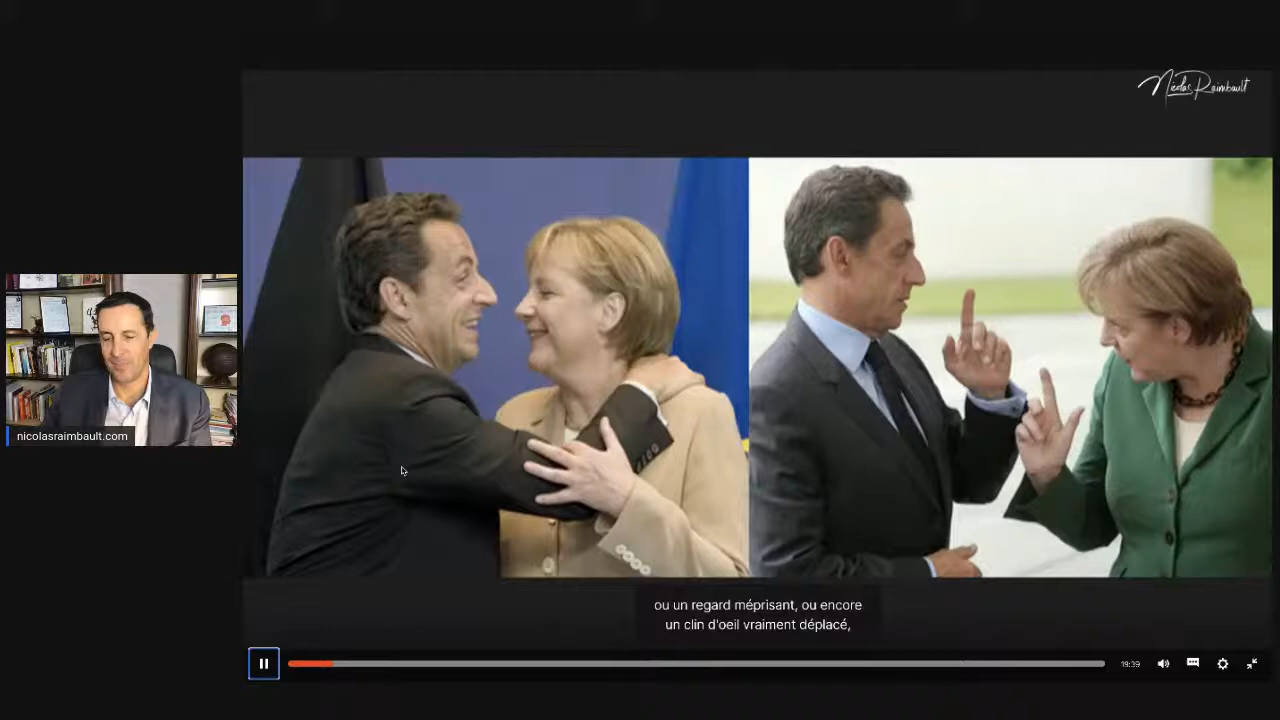 Nicolas Raimbault
nicolasraimbault.com
ou un regard méprisant, ou encore
un clin d'oeil vraiment déplacé,
19:39